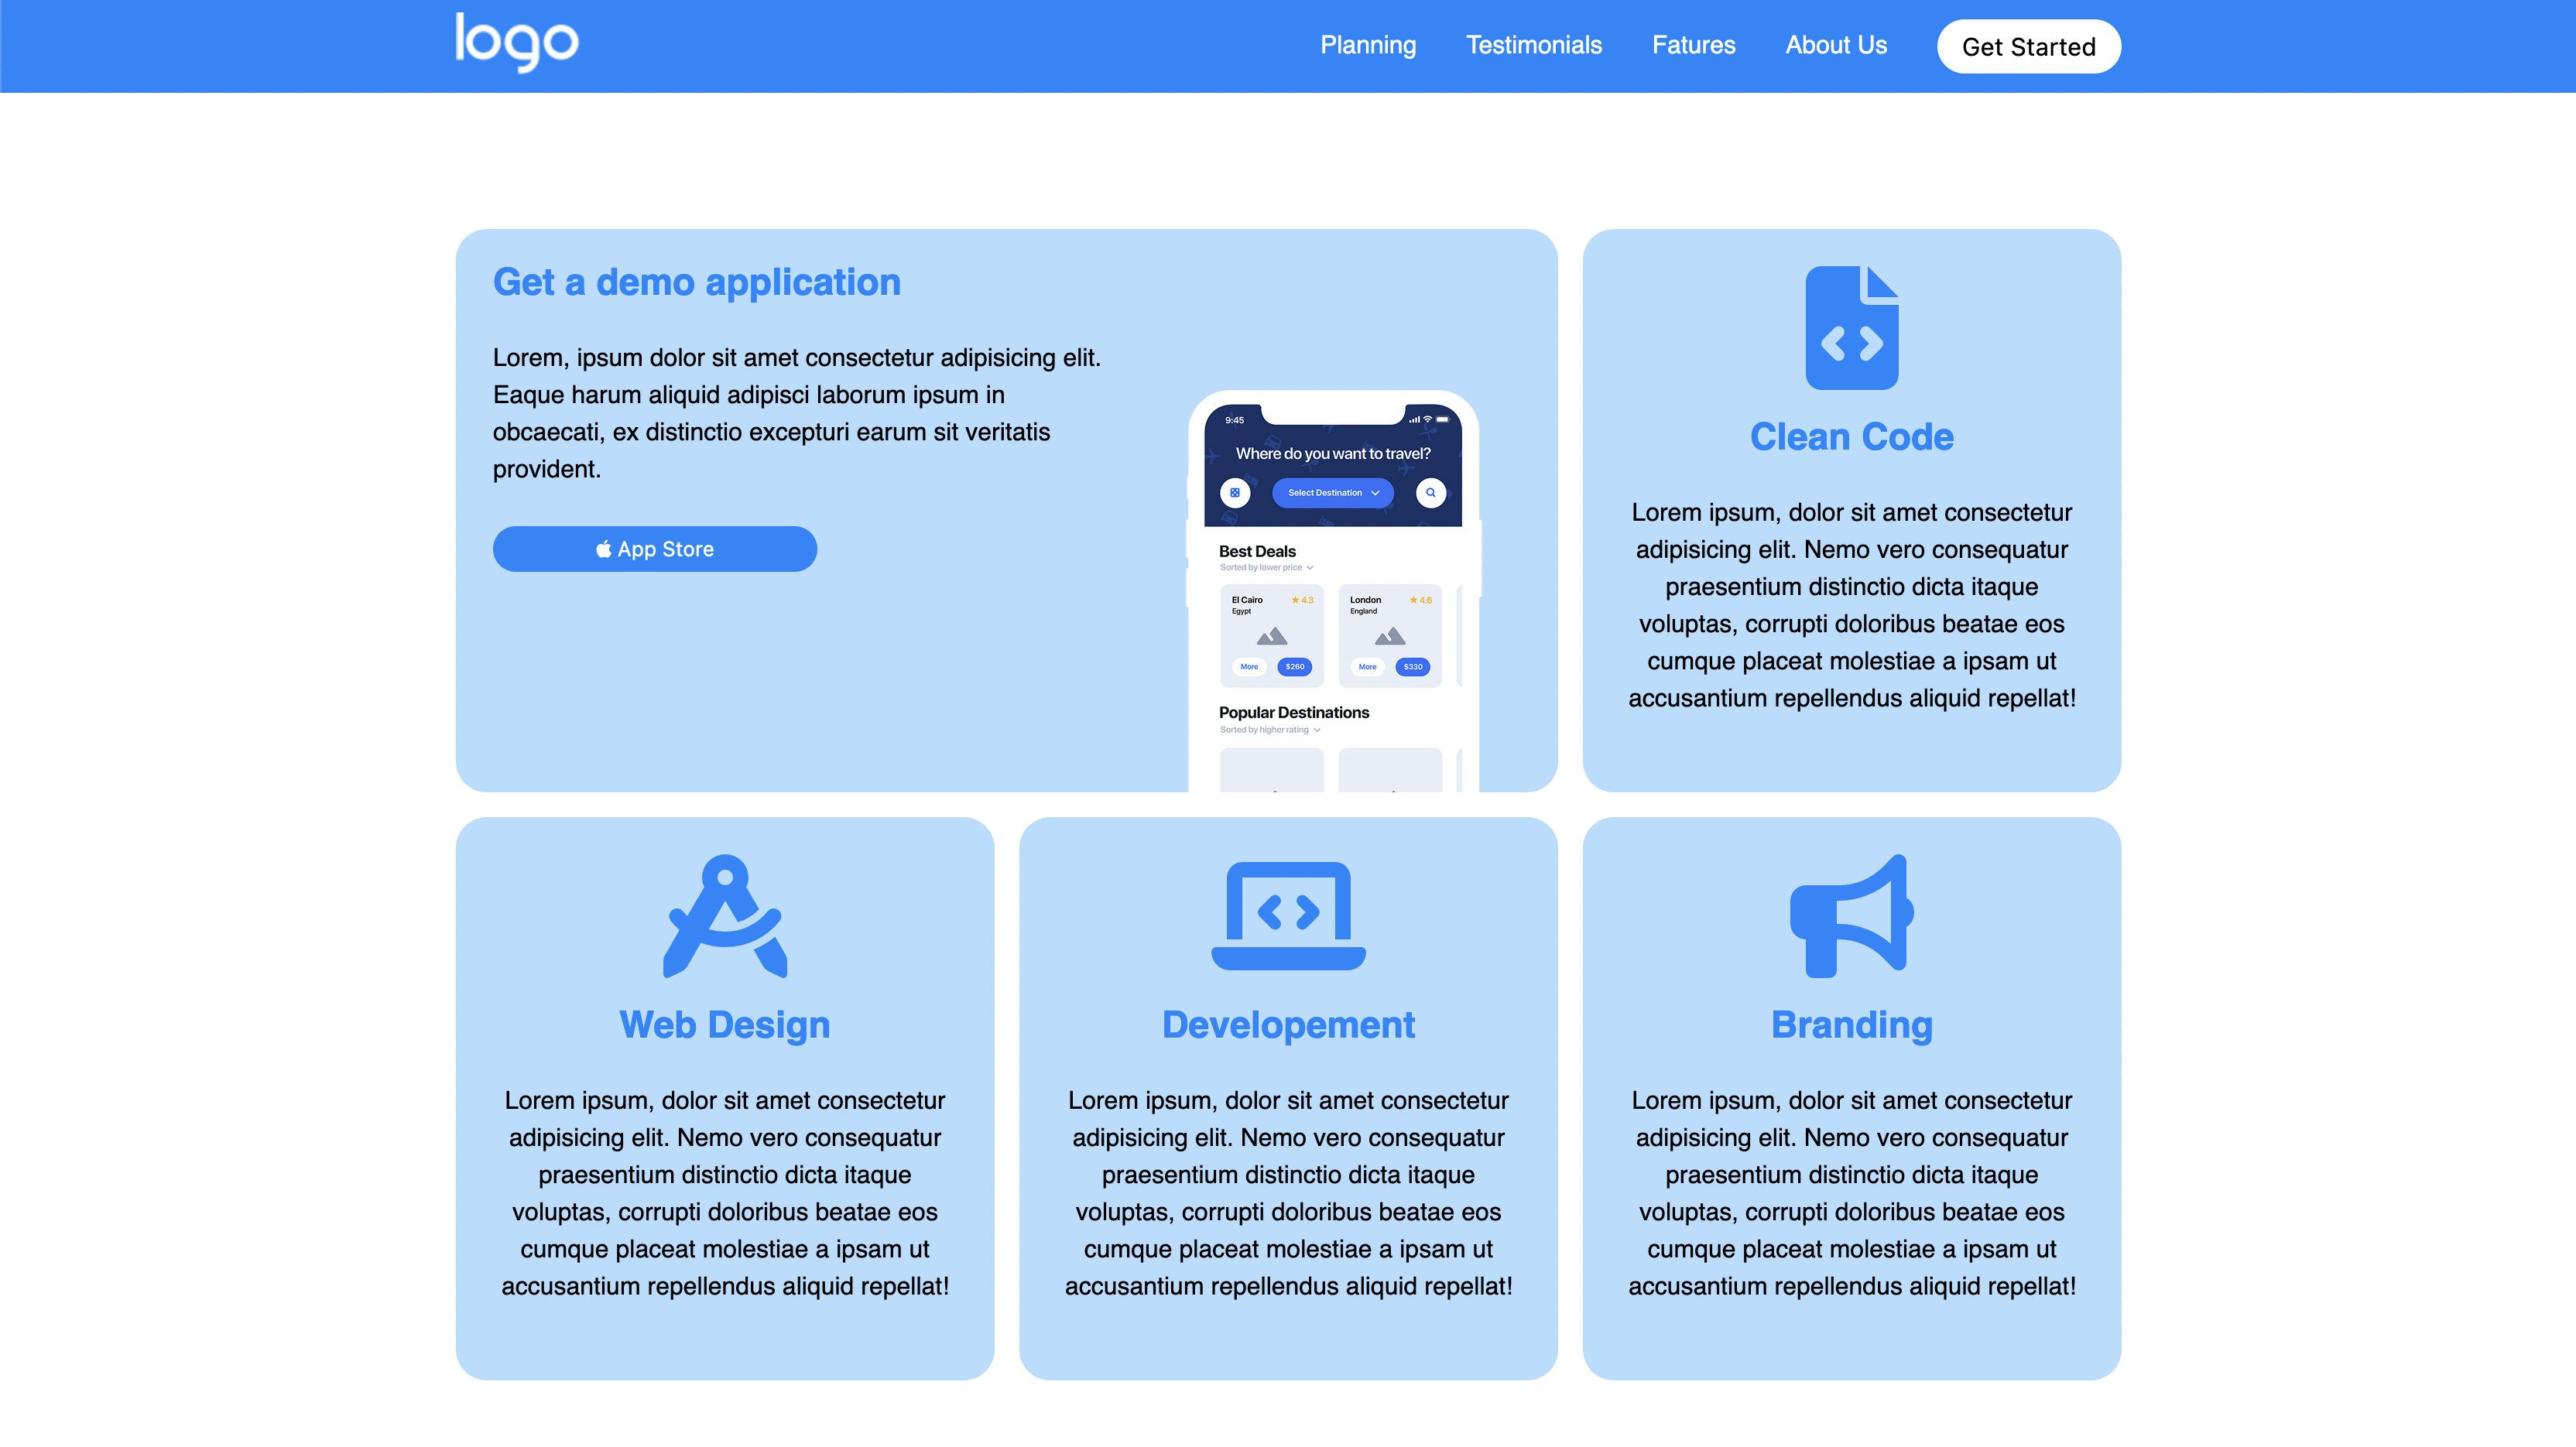 logo
Planning
Testimonials
Fatures
About Us
Get Started
Get a demo application
Lorem, ipsum dolor sit amet consectetur adipisicing elit.
Eaque harum aliquid adipisci laborum ipsum in
obcaecati, ex distinctio excepturi earum sit veritatis
provident.
App Store
9:45
Where do you want to travel?
Select Destination
Best Deals
Sorted by lower price
El Cairo
4.3
Egypt
More
$260
London
4.6
England
More
$330
Popular Destinations
Sorted by higher rating
Clean Code
Lorem ipsum, dolor sit amet consectetur
adipisicing elit. Nemo vero consequatur
praesentium distinctio dicta itaque
voluptas, corrupti doloribus beatae eos
cumque placeat molestiae a ipsam ut
accusantium repellendus aliquid repellat!
Web Design
Lorem ipsum, dolor sit amet consectetur
adipisicing elit. Nemo vero consequatur
praesentium distinctio dicta itaque
voluptas, corrupti doloribus beatae eos
cumque placeat molestiae a ipsam ut
accusantium repellendus aliquid repellat!
Developement
Lorem ipsum, dolor sit amet consectetur
adipisicing elit. Nemo vero consequatur
praesentium distinctio dicta itaque
voluptas, corrupti doloribus beatae eos
cumque placeat molestiae a ipsam ut
accusantium repellendus aliquid repellat!
Branding
Lorem ipsum, dolor sit amet consectetur
adipisicing elit. Nemo vero consequatur
praesentium distinctio dicta itaque
voluptas, corrupti doloribus beatae eos
cumque placeat molestiae a ipsam ut
accusantium repellendus aliquid repellat!